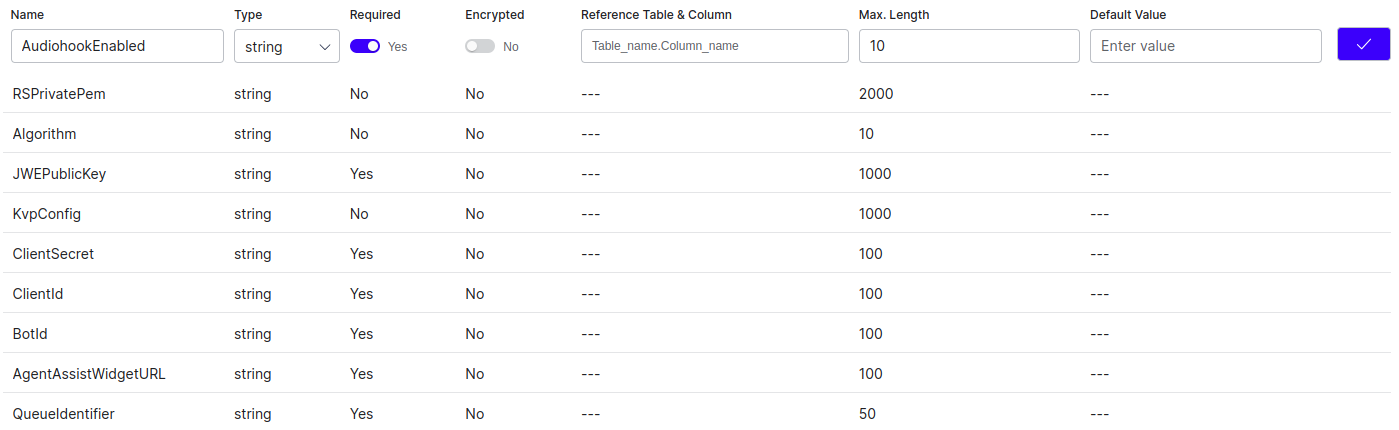 Name Type Required Encrypted Reference Table & Column Max. Length Default Value
AudiohookEnabled string Yes No Table_name.Column_name 10 Enter value
RSPrivatePem string No No --- 2000 ---
Algorithm string No No --- 10 ---
JWEPublicKey string Yes No --- 1000 ---
KvpConfig string No No --- 1000 ---
ClientSecret string Yes No --- 100 ---
ClientId string Yes No --- 100 ---
BotId string Yes No --- 100 ---
AgentAssistWidgetURL string Yes No --- 100 ---
QueueIdentifier string Yes No --- 50 ---